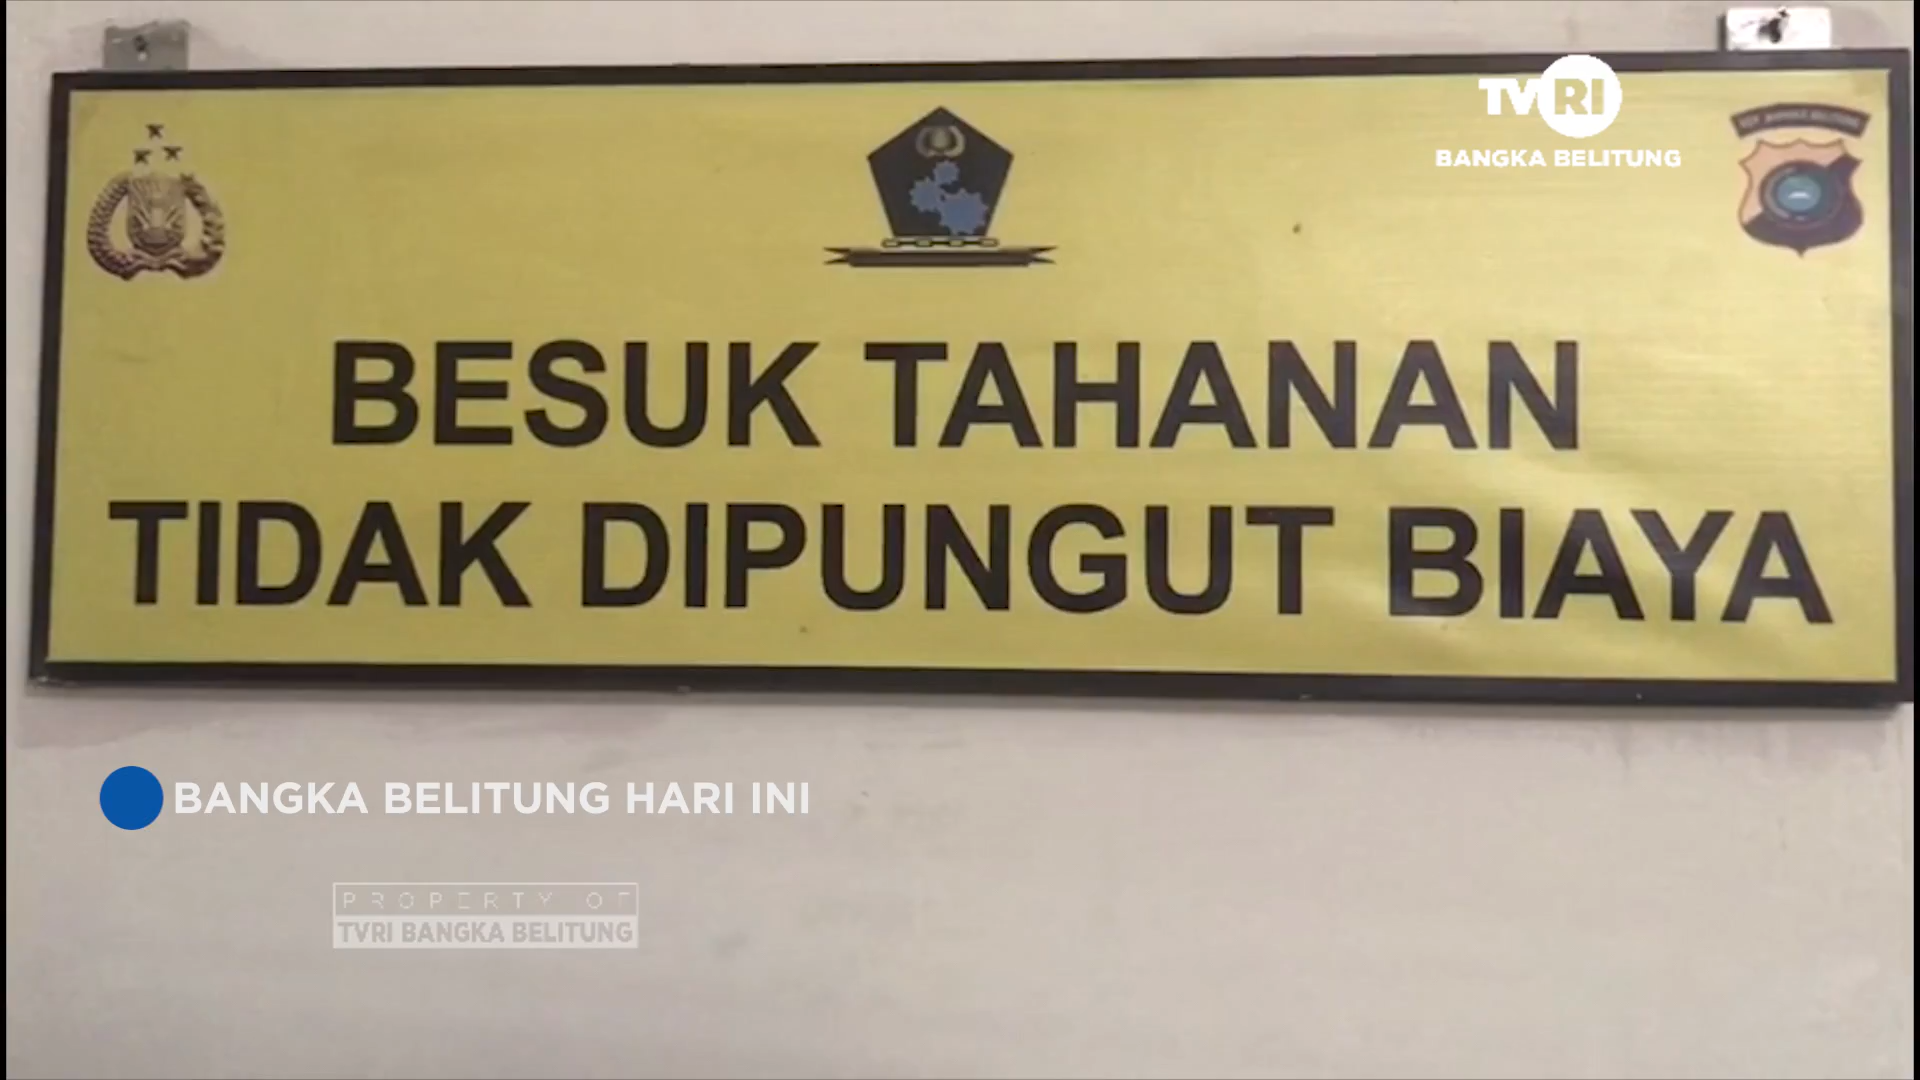 TVRI
BANGKA BELITUNG
BESUK TAHANAN
TIDAK DIPUNGUT BIAYA
BANGKA BELITUNG HARI INI
PROPERTY OF
TVRI BANGKA BELITUNG